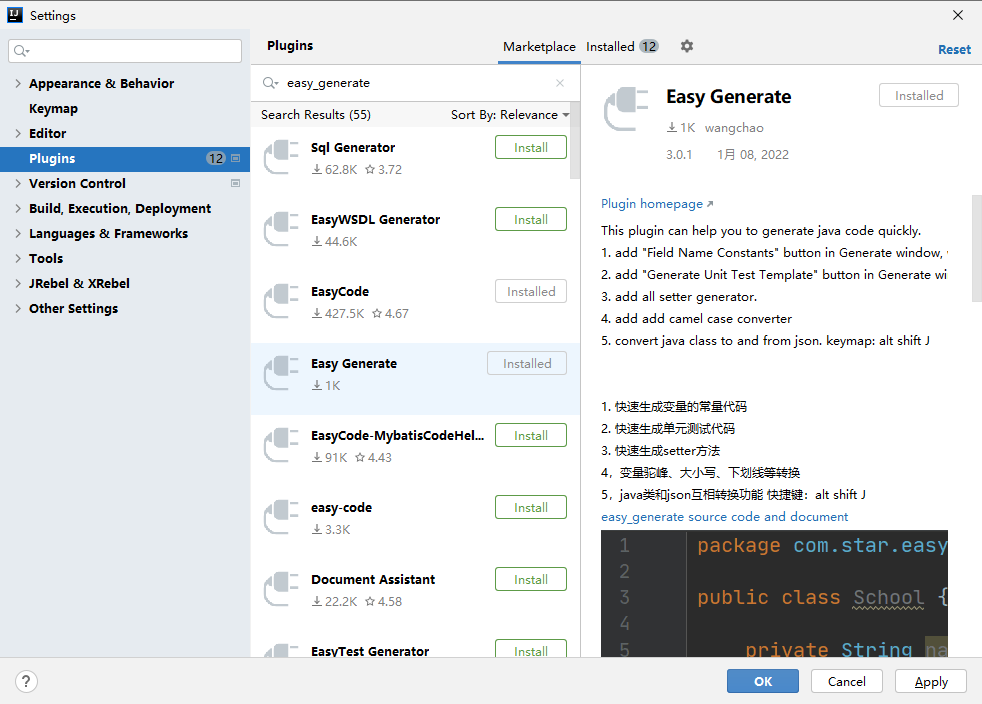 Settings
Plugins
Marketplace
Installed 12
Reset
Appearance & Behavior
Keymap
Editor
Plugins 12
Version Control
Build, Execution, Deployment
Languages & Frameworks
Tools
JRebel & XRebel
Other Settings
easy_generate
Search Results (55)
Sort By: Relevance
Sql Generator
62.8K 3.72
Install
EasyWSDL Generator
44.6K
Install
EasyCode
427.5K 4.67
Installed
Easy Generate
1K
Installed
EasyCode-MybatisCodeHel...
91K 4.43
Install
easy-code
3.3K
Install
Document Assistant
22.2K 4.58
Install
EasyTest Generator
Install
Easy Generate
Installed
1K wangchao
3.0.1 1月 08, 2022
Plugin homepage
This plugin can help you to generate java code quickly.
1. add "Field Name Constants" button in Generate window,
2. add "Generate Unit Test Template" button in Generate wi
3. add all setter generator.
4. add add camel case converter
5. convert java class to and from json. keymap: alt shift J
1. 快速生成变量的常量代码
2. 快速生成单元测试代码
3. 快速生成setter方法
4，变量驼峰、大小写、下划线等转换
5，java类和json互相转换功能 快捷键：alt shift J
easy_generate source code and document
1 package com.star.easy
2
3 public class School {
4
5 private String na
?
OK
Cancel
Apply